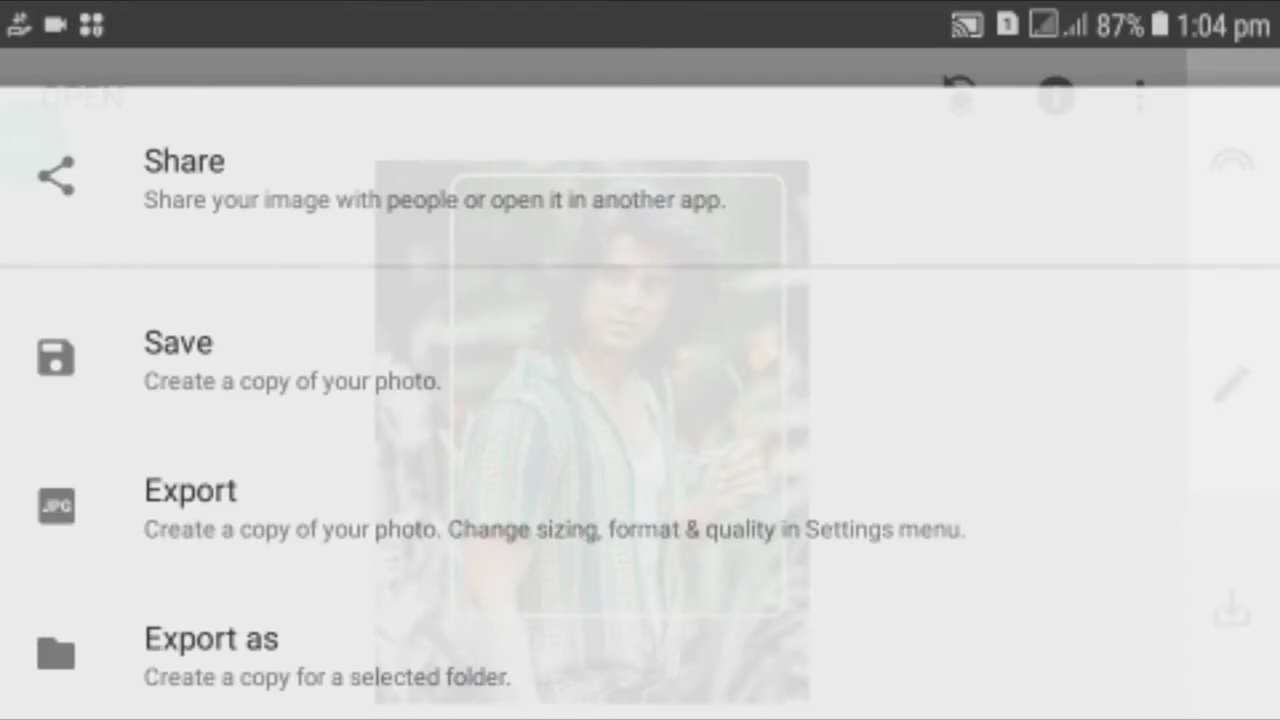 87% 1:04 pm
OPEN
Share
Share your image with people or open it in another app.
Save
Create a copy of your photo.
JPG
Export
Create a copy of your photo. Change sizing, format & quality in Settings menu.
Export as
Create a copy for a selected folder.